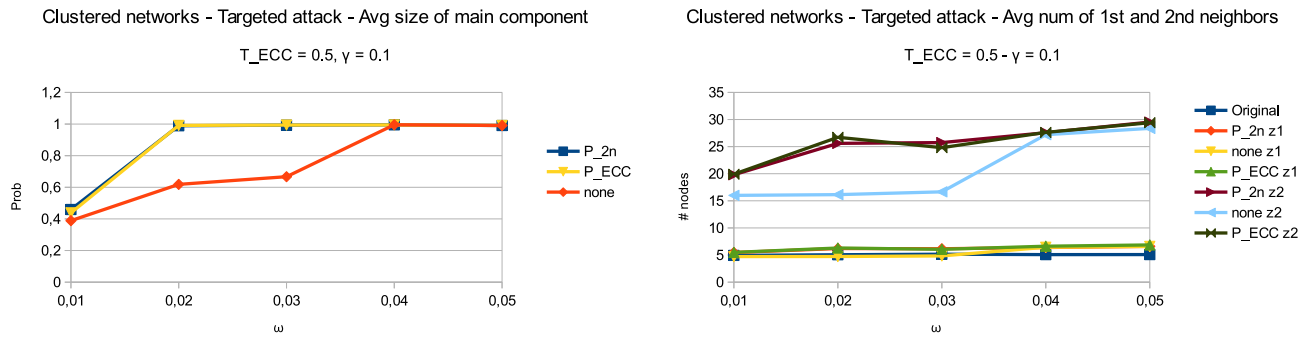 Clustered networks - Targeted attack - Avg size of main component
T_ECC = 0.5, γ = 0.1
Prob
1,2
1
0,8
0,6
0,4
0,2
0
0,01 0,02 0,03 0,04 0,05
ω
P_2n
P_ECC
none
Clustered networks - Targeted attack - Avg num of 1st and 2nd neighbors
T_ECC = 0.5 - γ = 0.1
# nodes
35
30
25
20
15
10
5
0
0,01 0,02 0,03 0,04 0,05
ω
Original
P_2n z1
none z1
P_ECC z1
P_2n z2
none z2
P_ECC z2